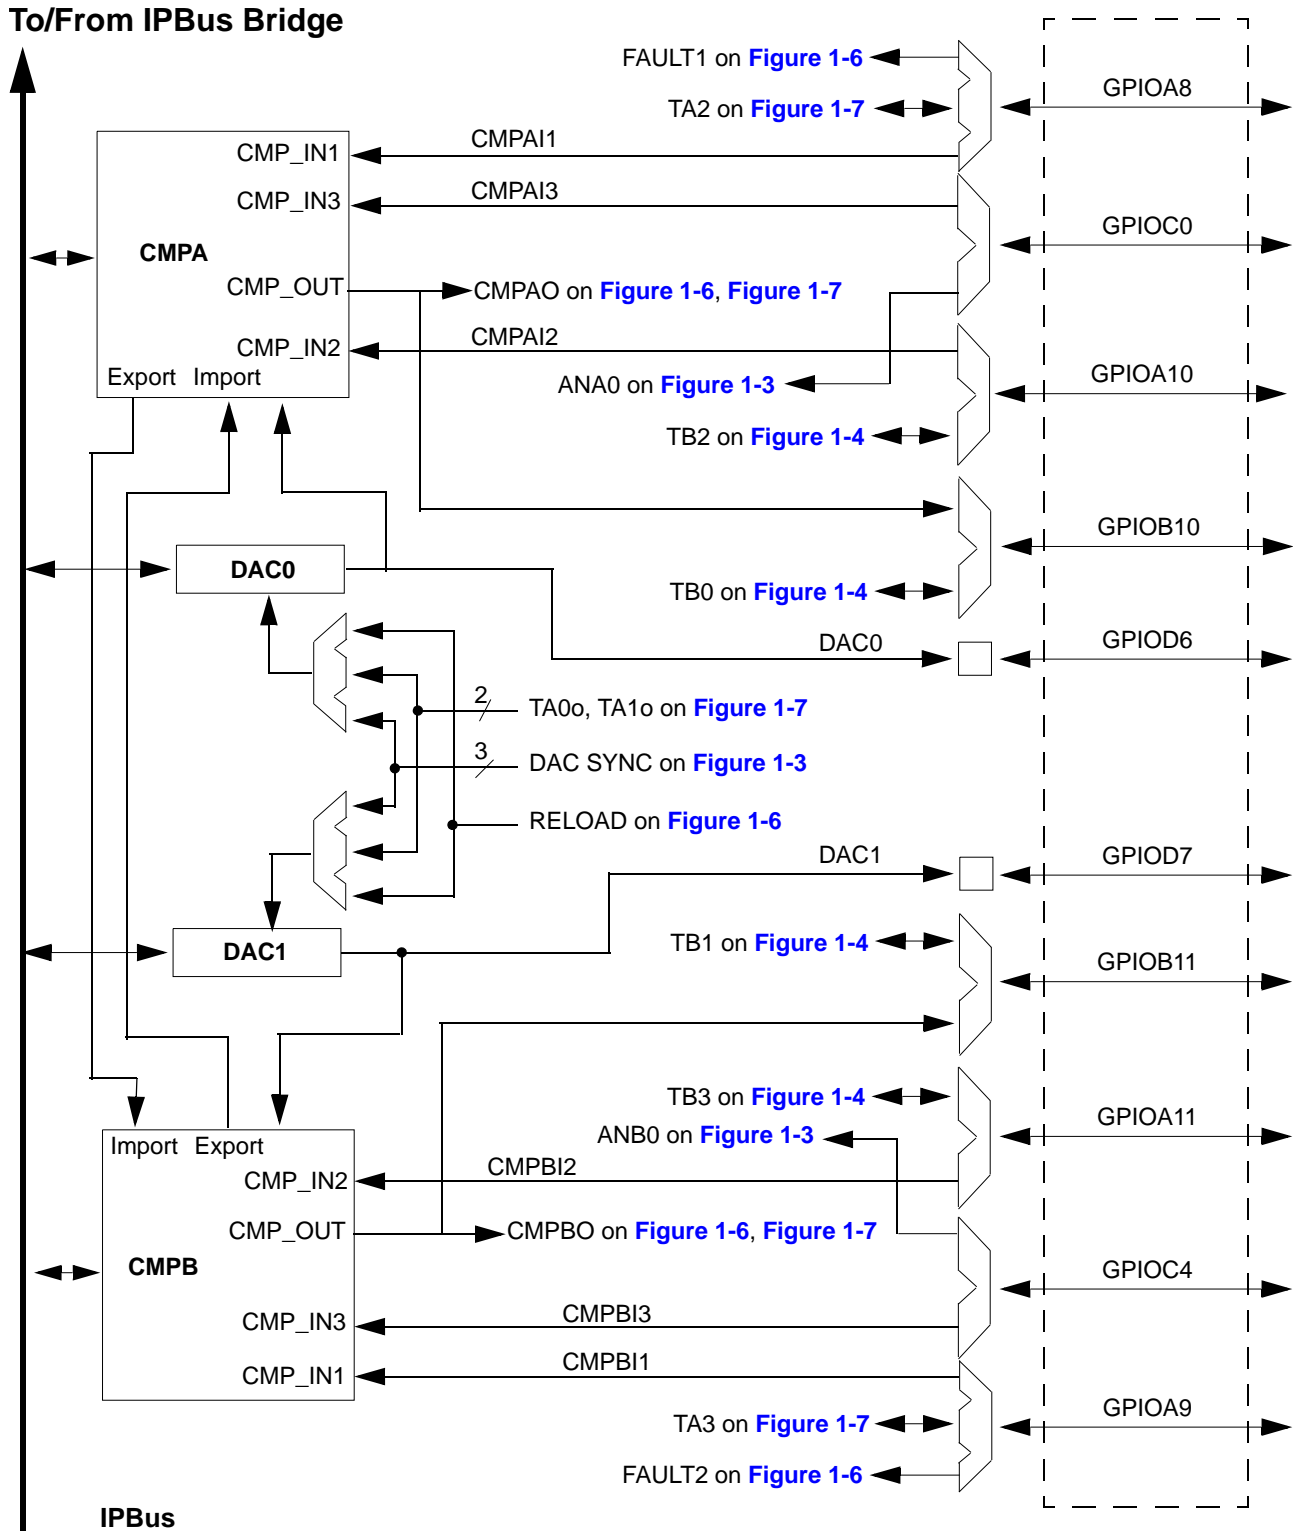 To/From IPBus Bridge
FAULT1 on Figure 1-6
GPIOA8
TA2 on Figure 1-7
CMPAI1
CMP_IN1
CMPAI3
CMP_IN3
GPIOC0
CMPA
CMP_OUT
CMPAO on Figure 1-6, Figure 1-7
CMPAI2
CMP_IN2
Export Import
ANA0 on Figure 1-3
GPIOA10
TB2 on Figure 1-4
GPIOB10
DAC0
TB0 on Figure 1-4
DAC0
GPIOD6
2
TA0o, TA1o on Figure 1-7
3
DAC SYNC on Figure 1-3
RELOAD on Figure 1-6
DAC1
GPIOD7
DAC1
TB1 on Figure 1-4
GPIOB11
TB3 on Figure 1-4
GPIOA11
ANB0 on Figure 1-3
Import Export
CMPBI2
CMP_IN2
CMP_OUT
CMPBO on Figure 1-6, Figure 1-7
CMPB
GPIOC4
CMPBI3
CMP_IN3
CMPBI1
CMP_IN1
GPIOA9
TA3 on Figure 1-7
FAULT2 on Figure 1-6
IPBus